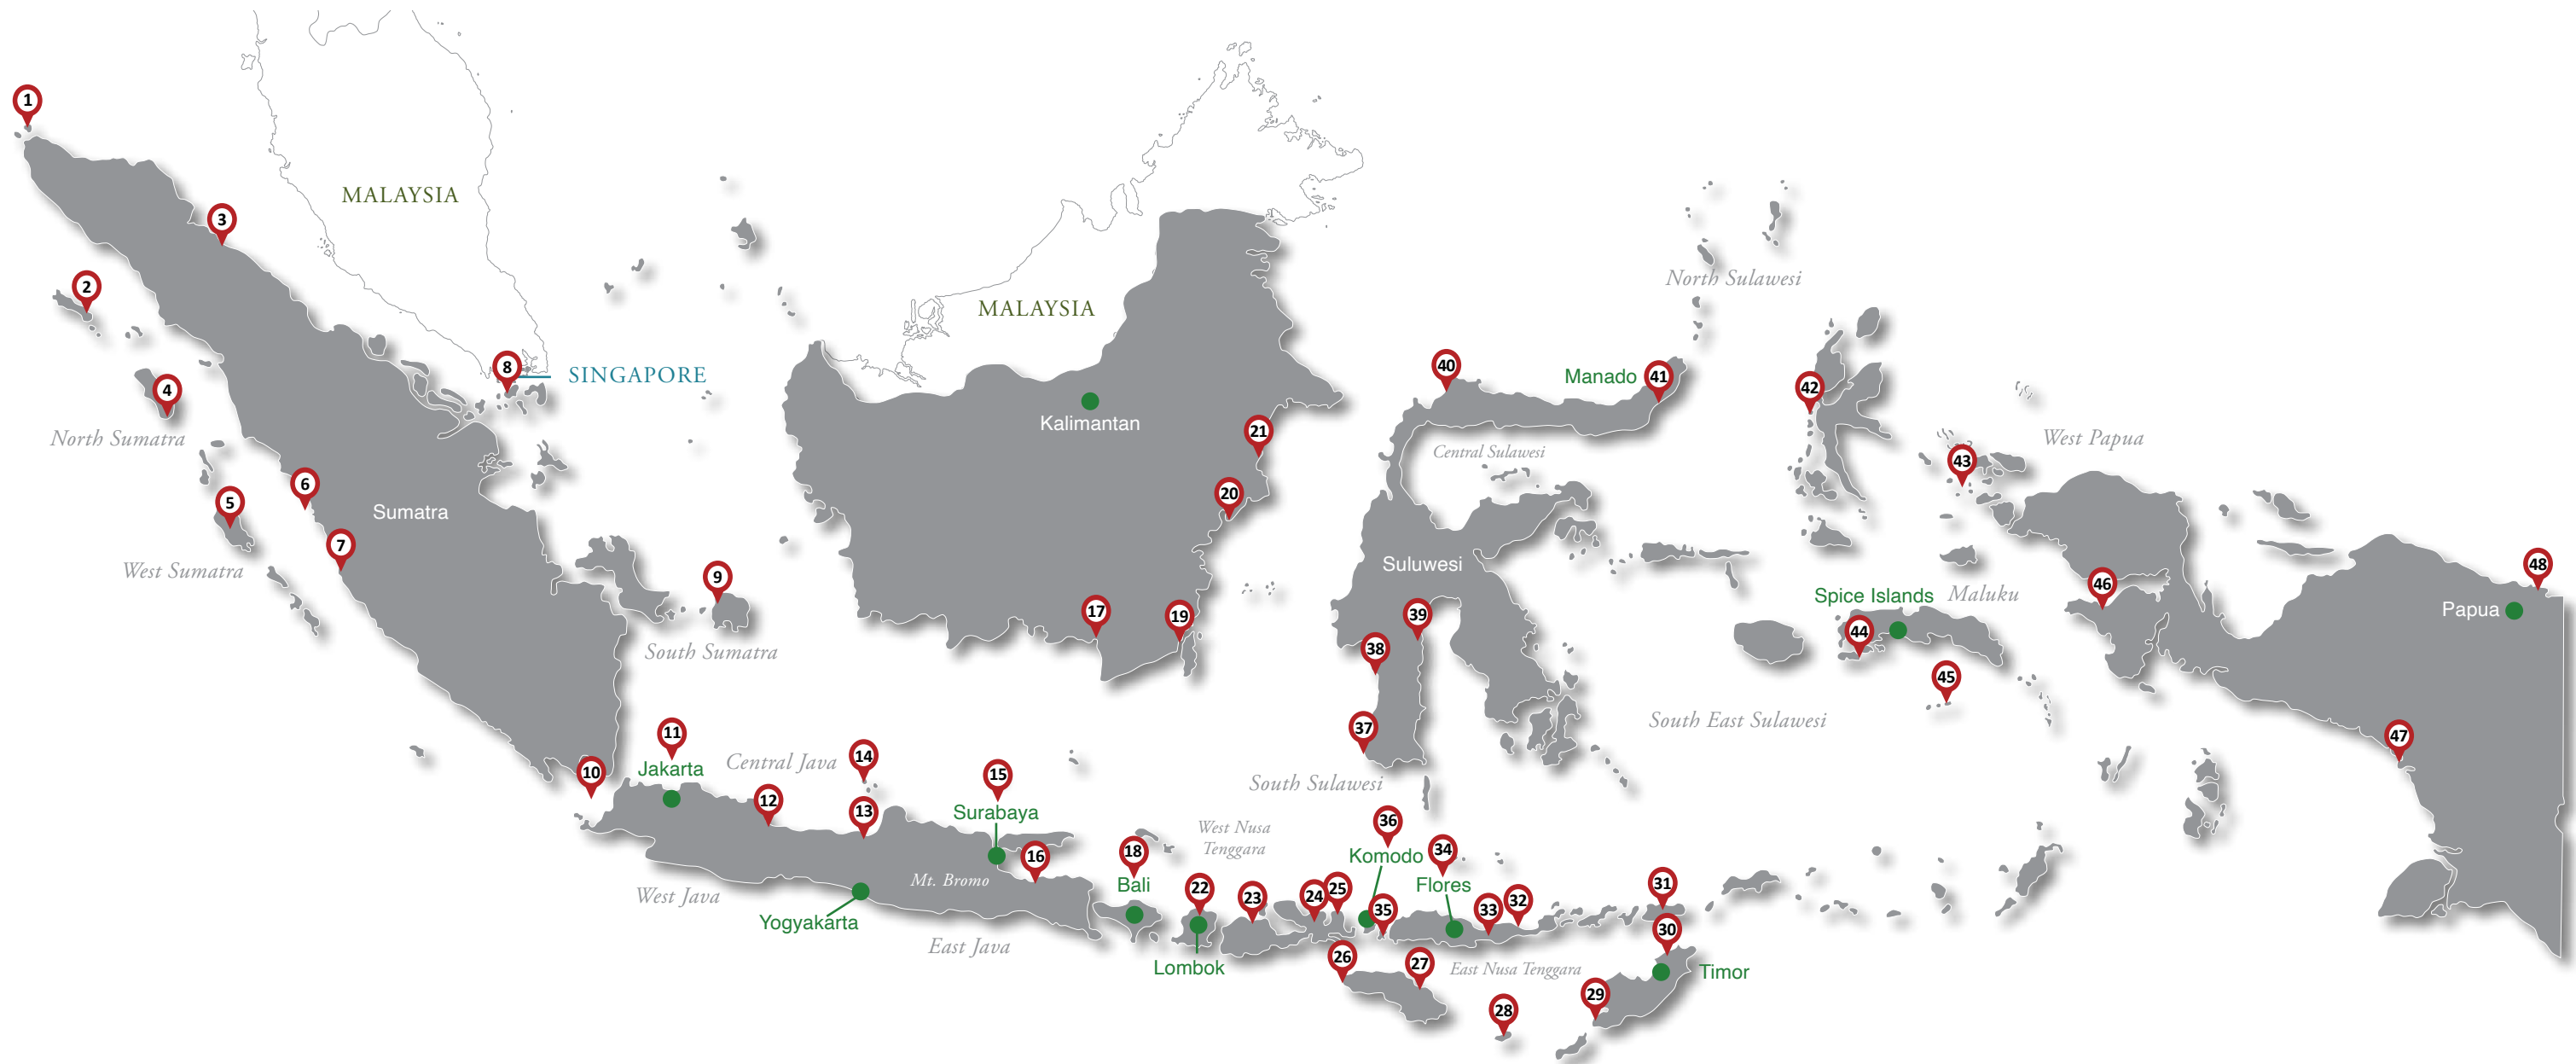 1
3
MALAYSIA
2
North Sulawesi
MALAYSIA
8
SINGAPORE
4
40
Manado
41
42
Kalimantan
North Sumatra
21
Central Sulawesi
43
West Papua
6
5
Sumatra
20
7
West Sumatra
9
Suluwesi
48
46
Spice Islands
Maluku
17
19
39
Papua
44
38
South Sumatra
45
South East Sulawesi
11
37
47
Jakarta
Central Java
14
10
South Sulawesi
15
12
13
Surabaya
36
West Nusa
Tenggara
18
16
Komodo
34
Mt. Bromo
Bali
22
Flores
31
West Java
23
24
25
35
33
32
Yogyakarta
30
East Java
Lombok
26
27
East Nusa Tenggara
Timor
29
28